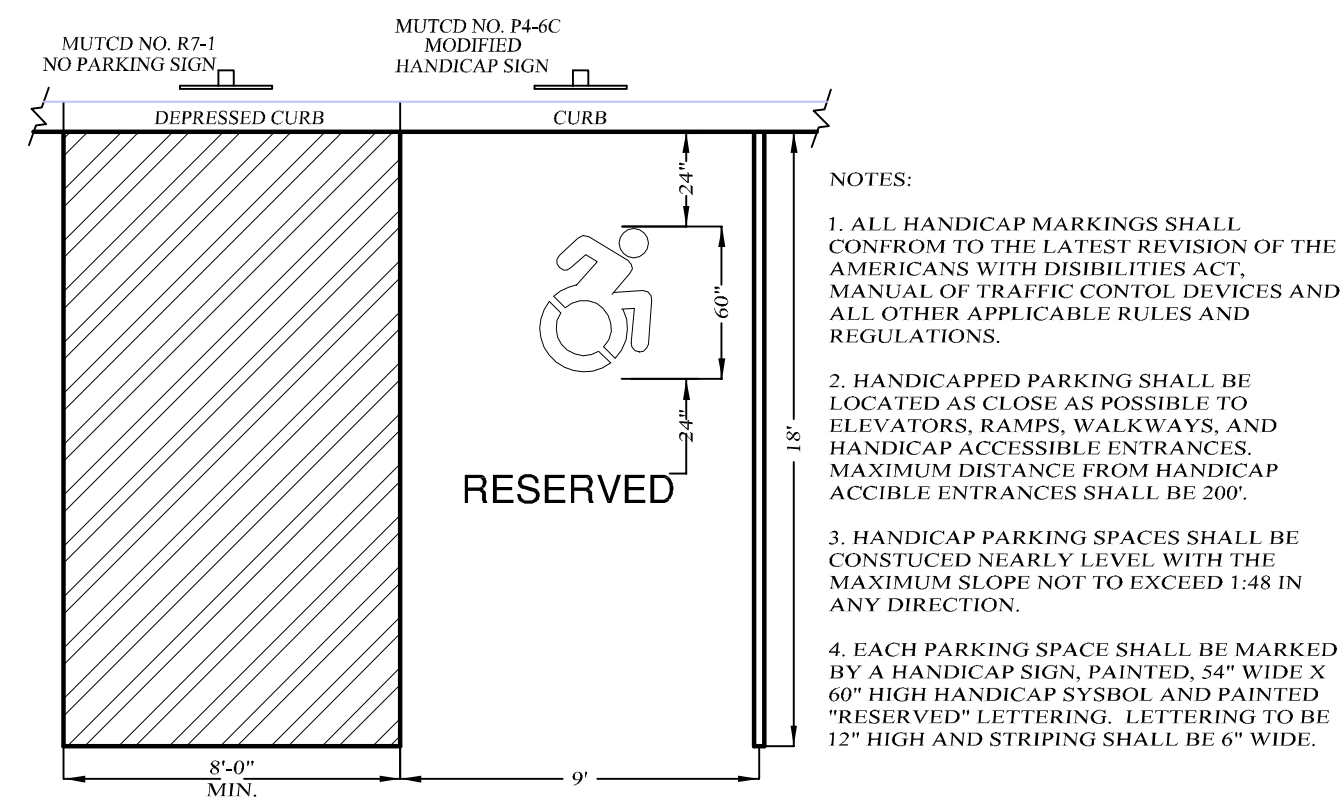 MUTCD NO. R7-1
NO PARKING SIGN
MUTCD NO. P4-6C
MODIFIED
HANDICAP SIGN
DEPRESSED CURB
CURB
24"
60"
24"
18'
RESERVED
8'-0"
MIN.
9'
NOTES:
1. ALL HANDICAP MARKINGS SHALL
CONFROM TO THE LATEST REVISION OF THE
AMERICANS WITH DISIBILITIES ACT,
MANUAL OF TRAFFIC CONTOL DEVICES AND
ALL OTHER APPLICABLE RULES AND
REGULATIONS.
2. HANDICAPPED PARKING SHALL BE
LOCATED AS CLOSE AS POSSIBLE TO
ELEVATORS, RAMPS, WALKWAYS, AND
HANDICAP ACCESSIBLE ENTRANCES.
MAXIMUM DISTANCE FROM HANDICAP
ACCIBLE ENTRANCES SHALL BE 200'.
3. HANDICAP PARKING SPACES SHALL BE
CONSTUCED NEARLY LEVEL WITH THE
MAXIMUM SLOPE NOT TO EXCEED 1:48 IN
ANY DIRECTION.
4. EACH PARKING SPACE SHALL BE MARKED
BY A HANDICAP SIGN, PAINTED, 54" WIDE X
60" HIGH HANDICAP SYSBOL AND PAINTED
"RESERVED" LETTERING. LETTERING TO BE
12" HIGH AND STRIPING SHALL BE 6" WIDE.